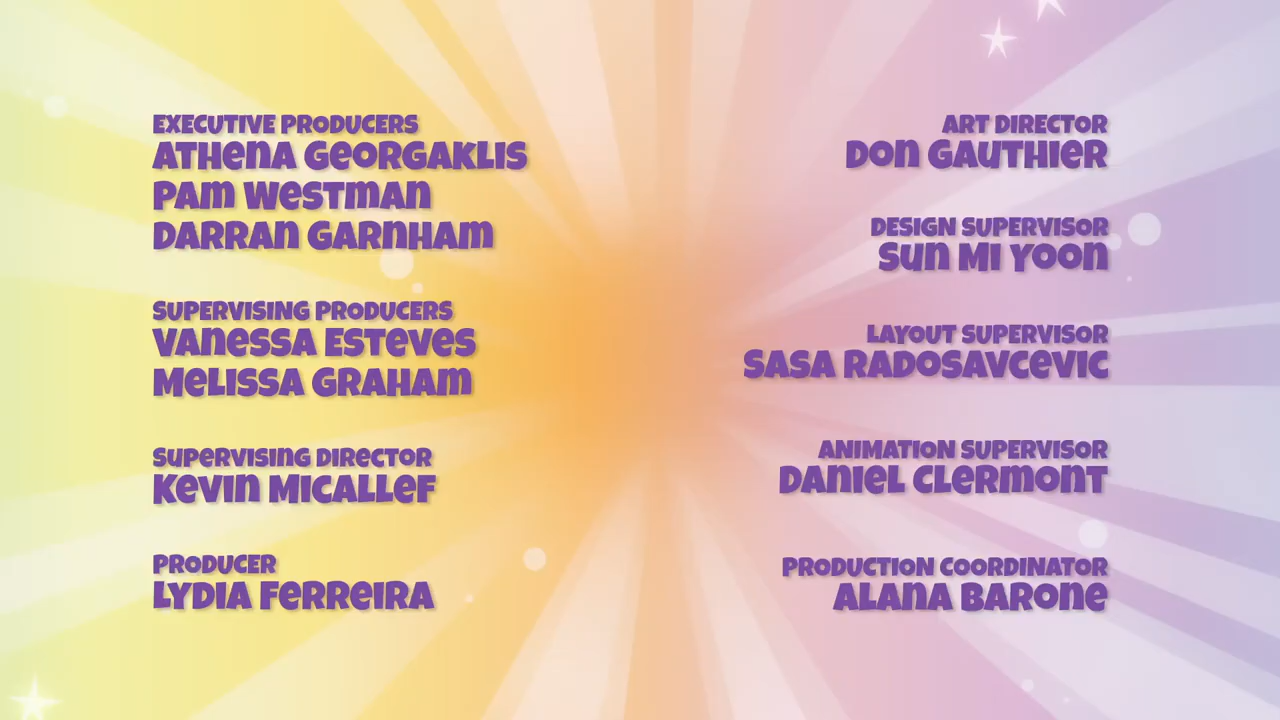 EXECUTIVE PRODUCERS
ATHENA GEORGAKLIS
PAM WESTMAN
DARRAN GARNHAM
SUPERVISING PRODUCERS
VANESSA ESTEVES
MELISSA GRAHAM
SUPERVISING DIRECTOR
KEVIN MICALLEF
PRODUCER
LYDIA FERREIRA
ART DIRECTOR
DON GAUTHIER
DESIGN SUPERVISOR
SUN MI YOON
LAYOUT SUPERVISOR
SASA RADOSAVCEVIC
ANIMATION SUPERVISOR
DANIEL CLERMONT
PRODUCTION COORDINATOR
ALANA BARONE